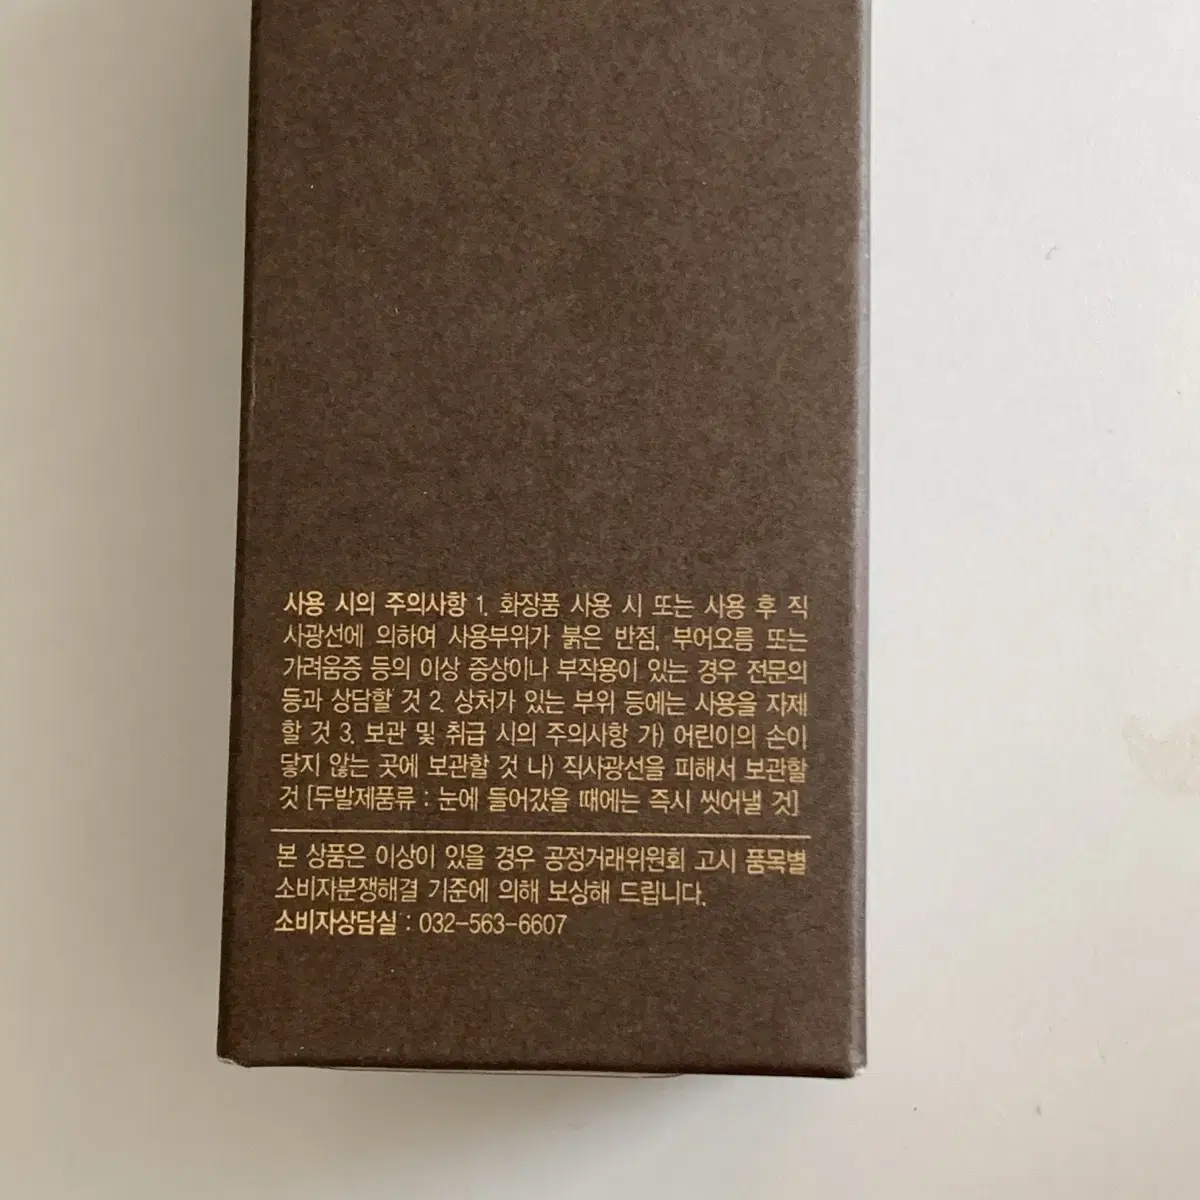 사용 시의 주의사항 1. 화장품 사용 시 또는 사용 후 직
사광선에 의하여 사용부위가 붉은 반점, 부어오름 또는
가려움증 등의 이상 증상이나 부작용이 있는 경우 전문의
등과 상담할 것 2. 상처가 있는 부위 등에는 사용을 자제
할 것 3. 보관 및 취급 시의 주의사항 가) 어린이의 손이
닿지 않는 곳에 보관할 것 나) 직사광선을 피해서 보관할
것 [두발제품류 : 눈에 들어갔을 때에는 즉시 씻어낼 것]
본 상품은 이상이 있을 경우 공정거래위원회 고시 품목별
소비자분쟁해결 기준에 의해 보상해 드립니다.
소비자상담실 : 032-563-6607